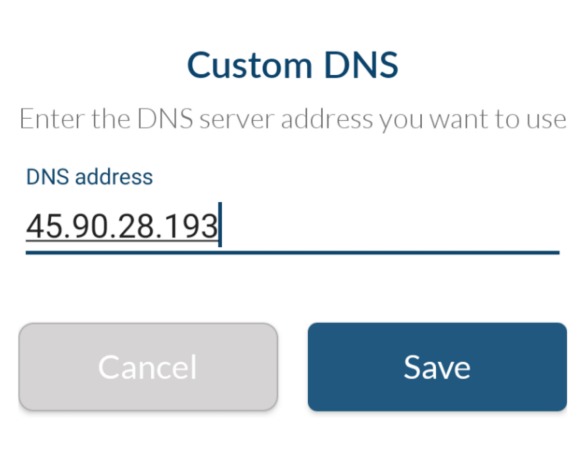 Custom DNS
Enter the DNS server address you want to use
DNS address
45.90.28.193
Cancel
Save